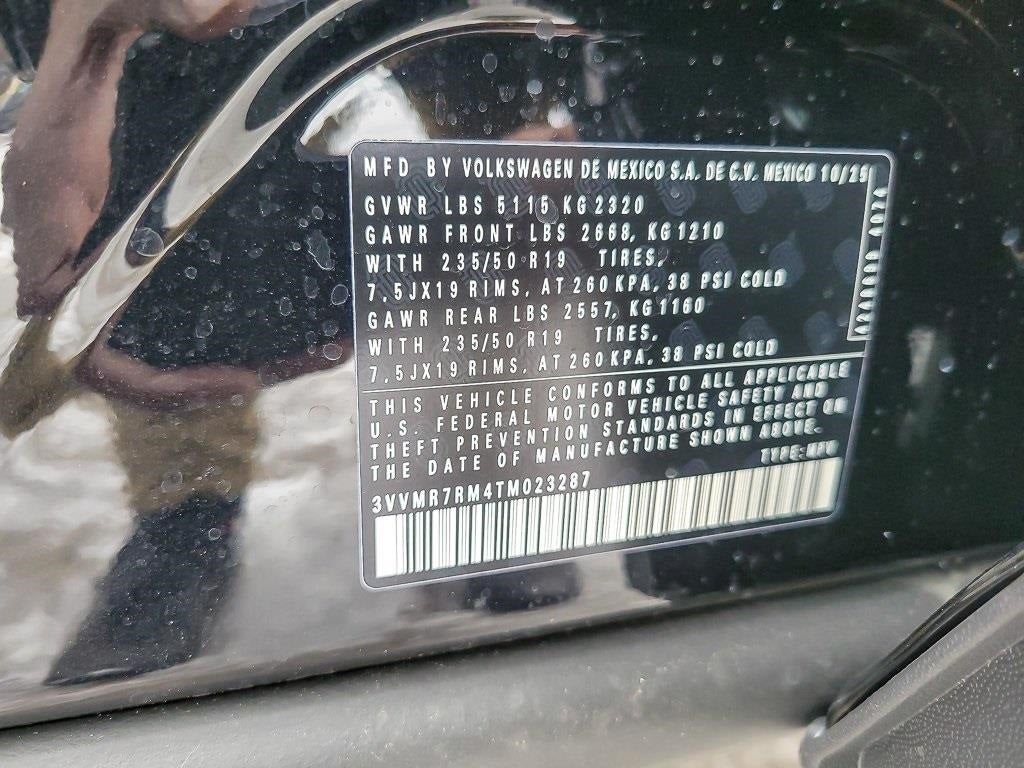 MFD BY VOLKSWAGEN DE MEXICO S.A. DE C.V. MEXICO 10/25
GVWR LBS 5115 KG 2320
GAWR FRONT LBS 2668, KG 1210
WITH 235/50 R19 TIRES,
7,5JX19 RIMS, AT 260 KPA, 38 PSI COLD
GAWR REAR LBS 2557, KG 1160
WITH 235/50 R19 TIRES,
7,5JX19 RIMS, AT 260 KPA, 38 PSI COLD
THIS VEHICLE CONFORMS TO ALL APPLICABLE
U.S. FEDERAL MOTOR VEHICLE SAFETY AND
THEFT PREVENTION STANDARDS IN EFFECT ON
THE DATE OF MANUFACTURE SHOWN ABOVE.
TYPE: MPV
3VVMR7RM4TM023287